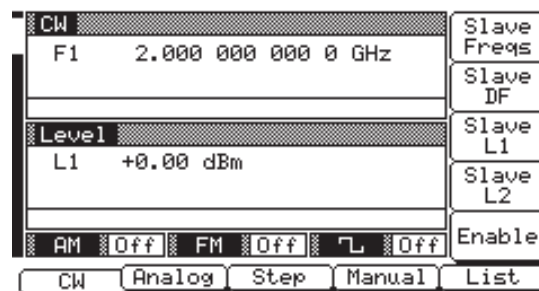 CW
F1 2.000 000 000 0 GHz
Level
L1 +0.00 dBm
AM Off FM Off Off
Slave
Freqs
Slave
DF
Slave
L1
Slave
L2
Enable
CW Analog Step Manual List